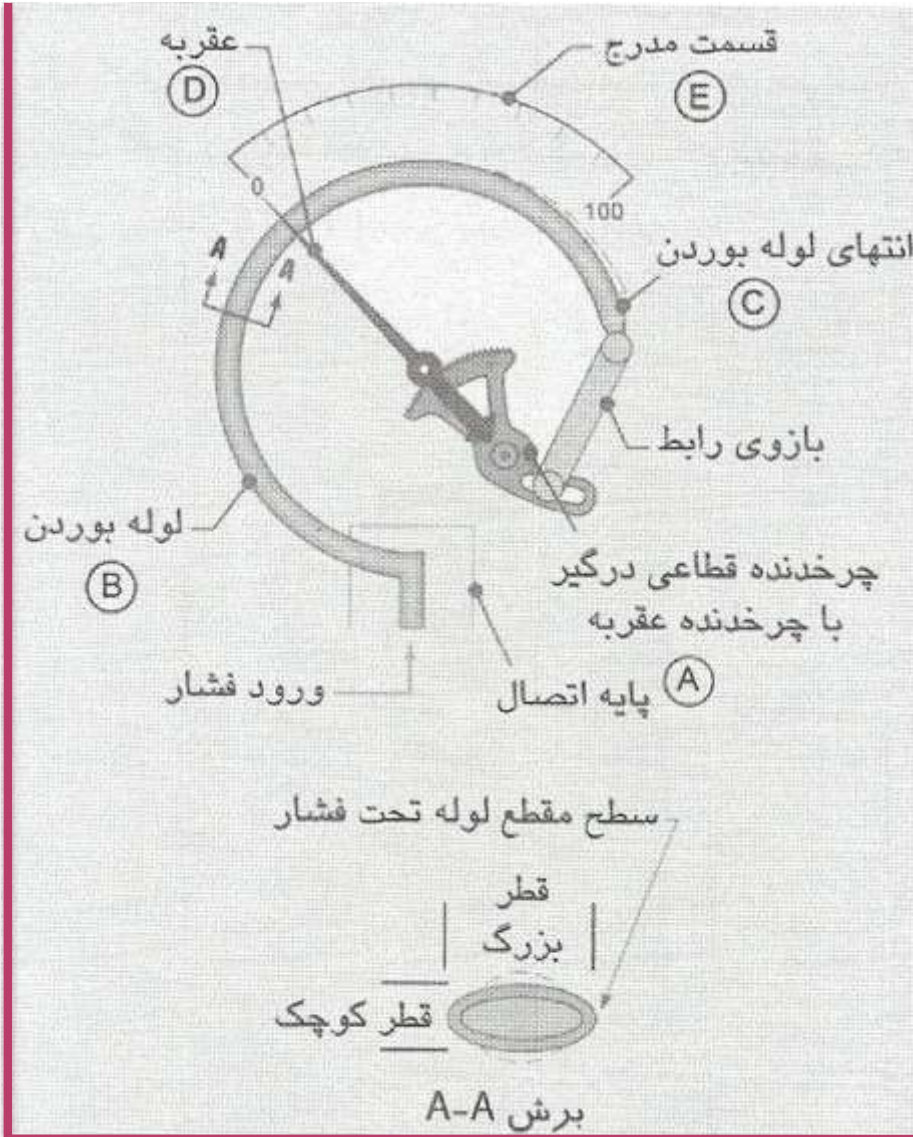 عقربه
D
قسمت مدرج
E
0
100
A
A
انتهای لوله بوردن
C
بازوی رابط
لوله بوردن
B
چرخدنده قطاعی درگیر
با چرخدنده عقربه
A
پایه اتصال
ورود فشار
سطح مقطع لوله تحت فشار
قطر
بزرگ
قطر کوچک
برش A-A